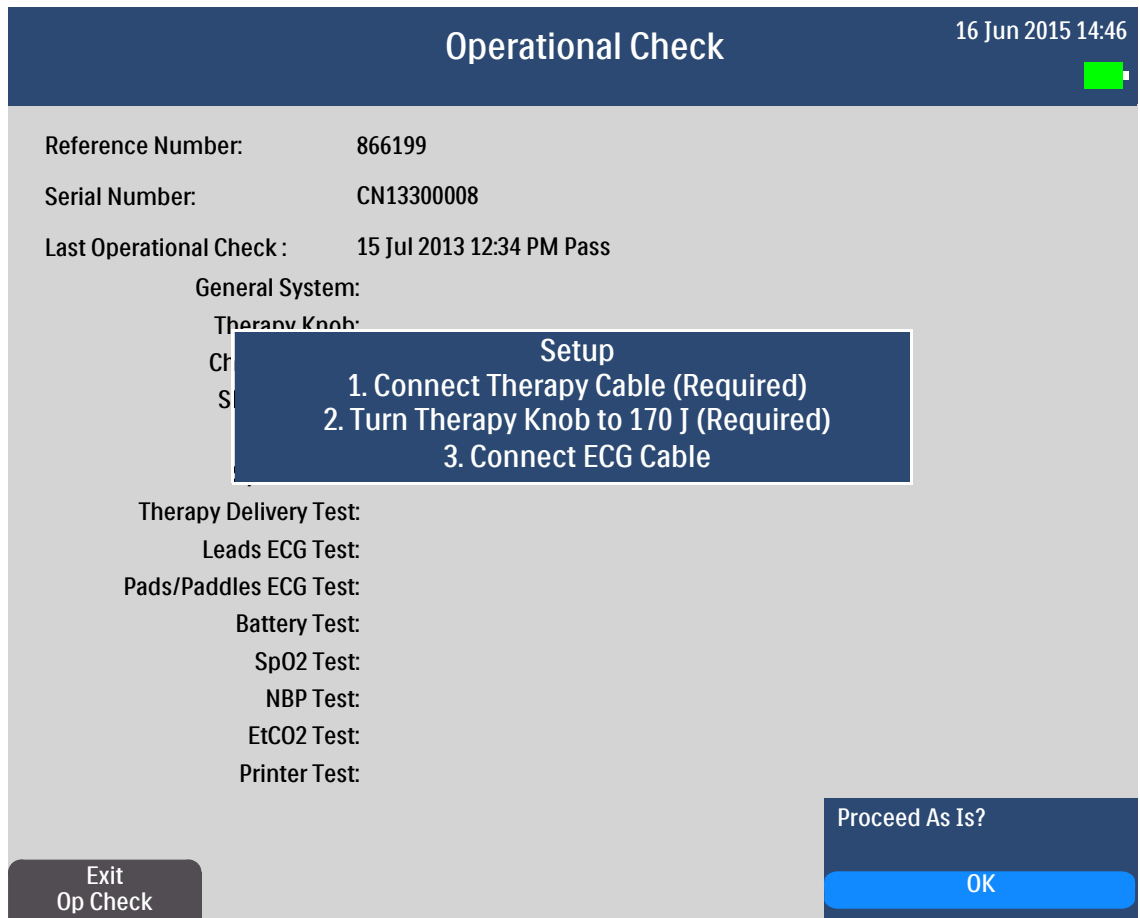 Operational Check
16 Jun 2015 14:46
Reference Number: 866199
Serial Number: CN13300008
Last Operational Check : 15 Jul 2013 12:34 PM Pass
General System:
Therapy Knob:
Setup
1. Connect Therapy Cable (Required)
2. Turn Therapy Knob to 170 J (Required)
3. Connect ECG Cable
Therapy Delivery Test:
Leads ECG Test:
Pads/Paddles ECG Test:
Battery Test:
SpO2 Test:
NBP Test:
EtCO2 Test:
Printer Test:
Proceed As Is?
OK
Exit
Op Check